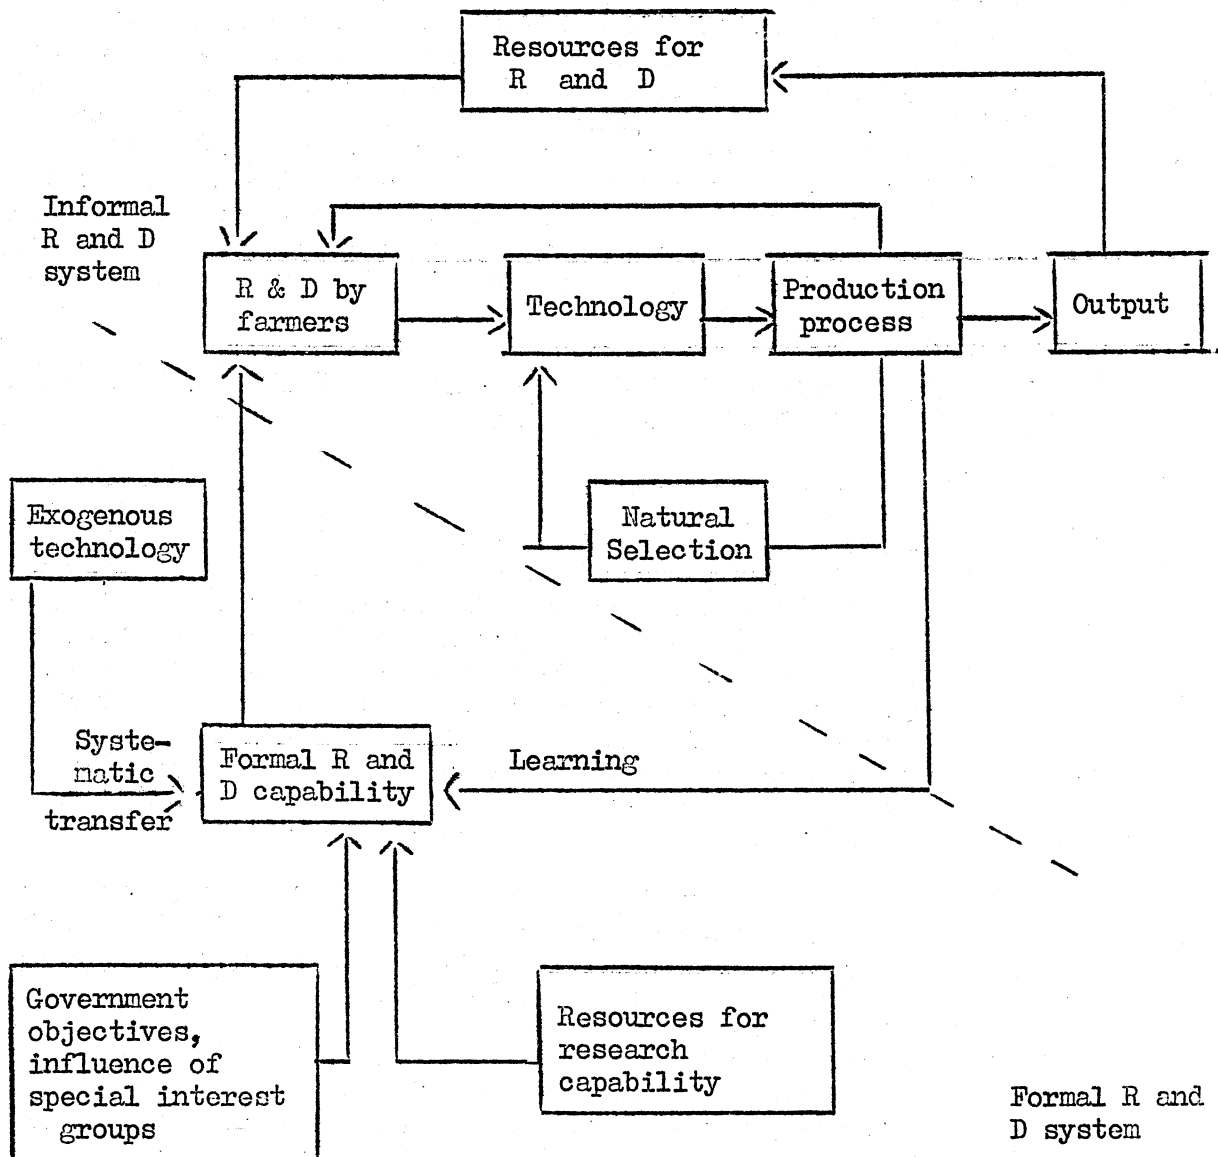 Resources for
R and D
Informal
R and D
system
R & D by
farmers
Technology
Production
process
Output
Exogenous
technology
Natural
Selection
Syste-
matic
transfer
Formal R and
D capability
Learning
Government
objectives,
influence of
special interest
groups
Resources for
research
capability
Formal R and
D system